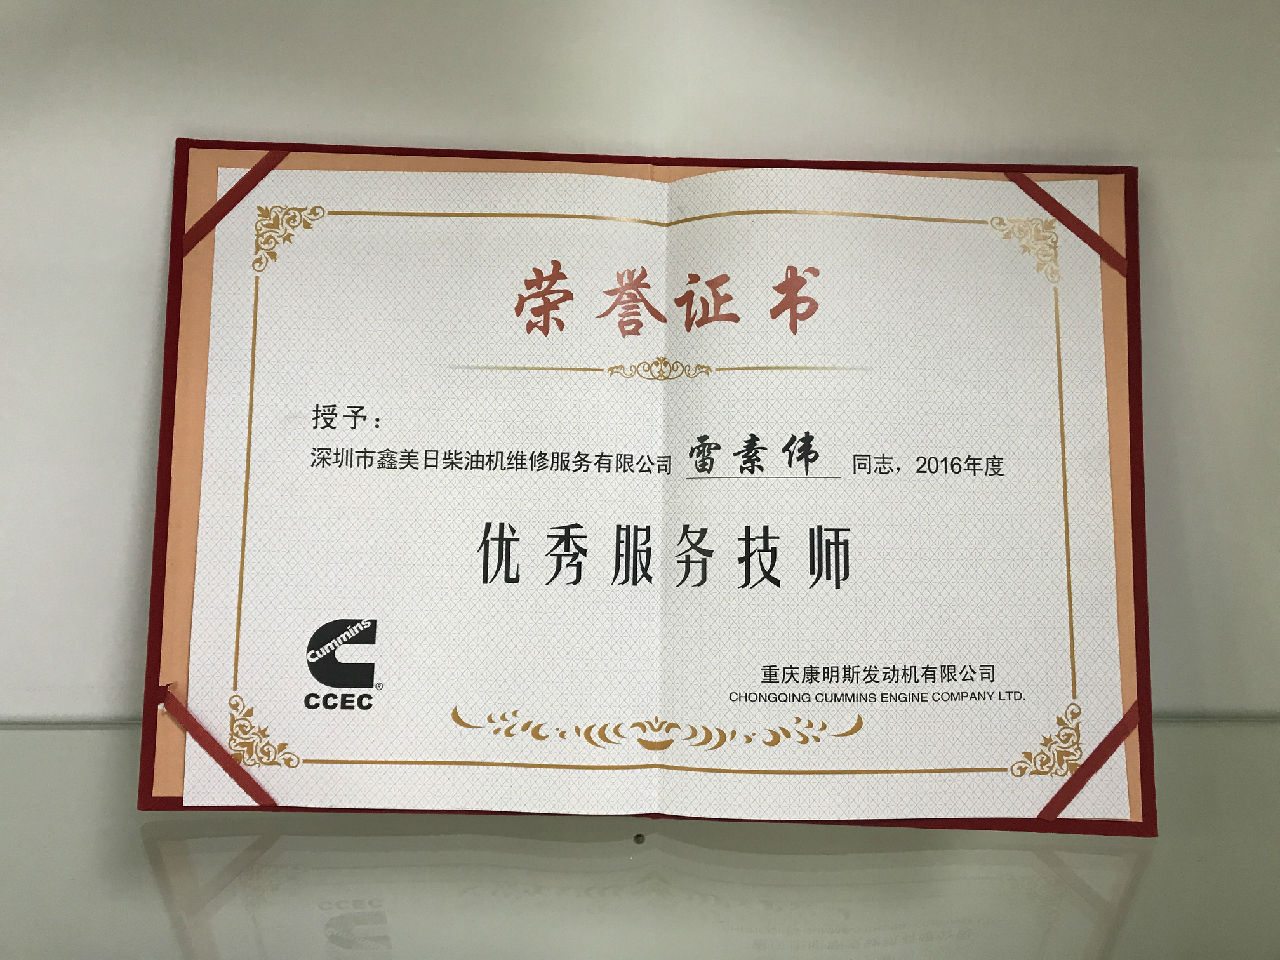 荣誉证书
授予：
深圳市鑫美日柴油机维修服务有限公司 雷素伟 同志，2016年度
优秀服务技师
Cummins
CCEC
重庆康明斯发动机有限公司
CHONGQING CUMMINS ENGINE COMPANY LTD.